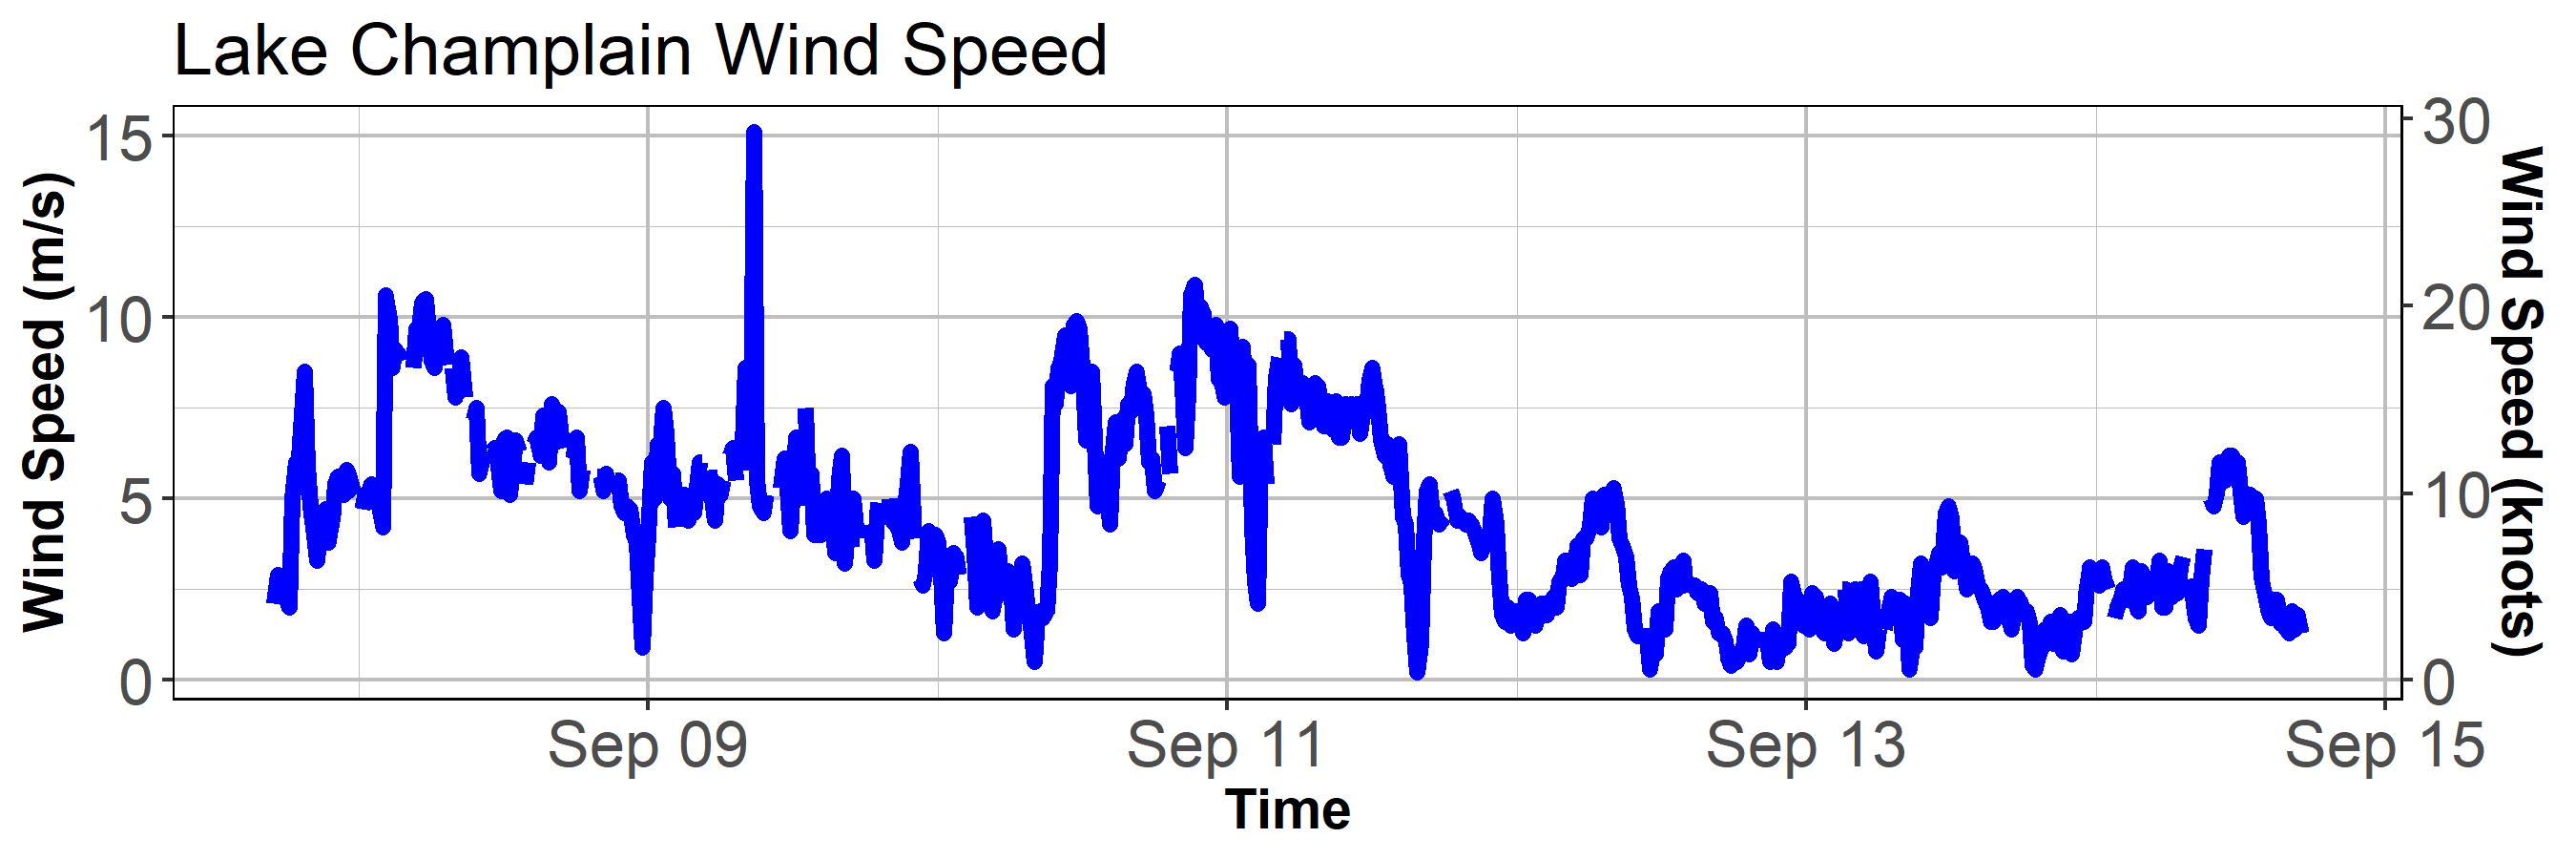 Lake Champlain Wind Speed
Wind Speed (m/s)
15
10
5
0
30
20
10
0
Wind Speed (knots)
Sep 09
Sep 11
Sep 13
Sep 15
Time